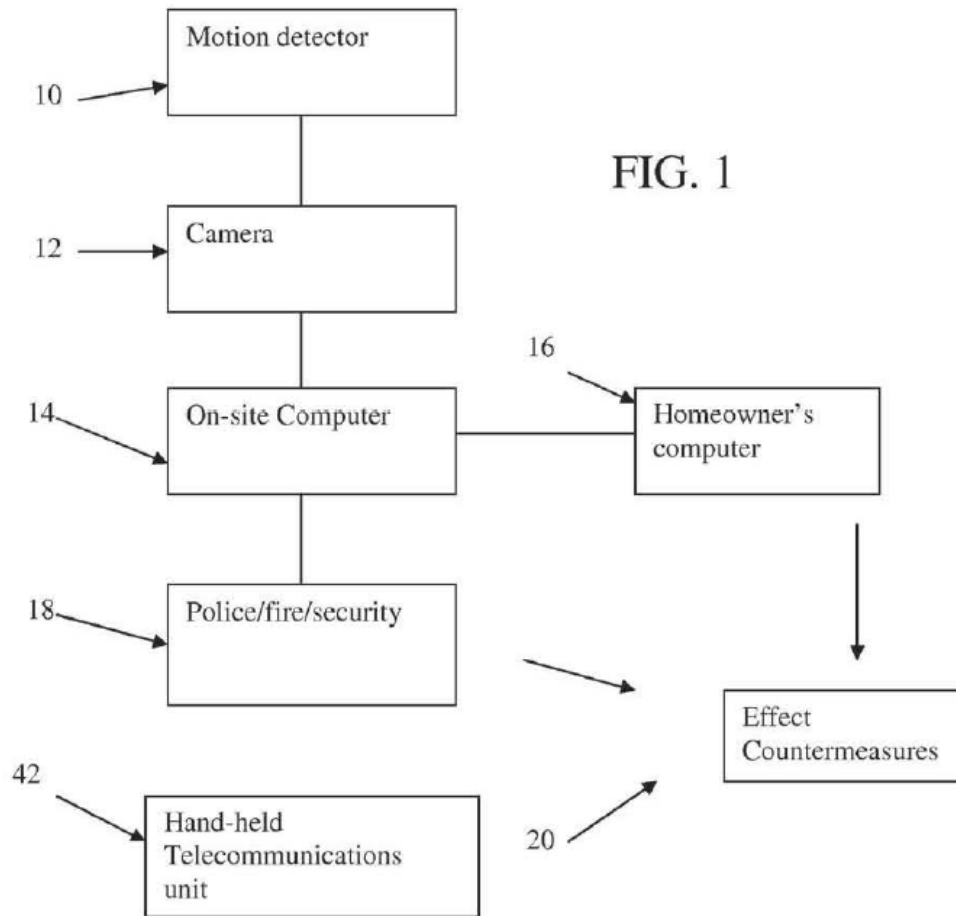 Motion detector
10
FIG. 1
Camera
12
16
On-site Computer
14
Homeowner's
computer
Police/fire/security
18
Effect
Countermeasures
42
Hand-held
Telecommunications
unit
20